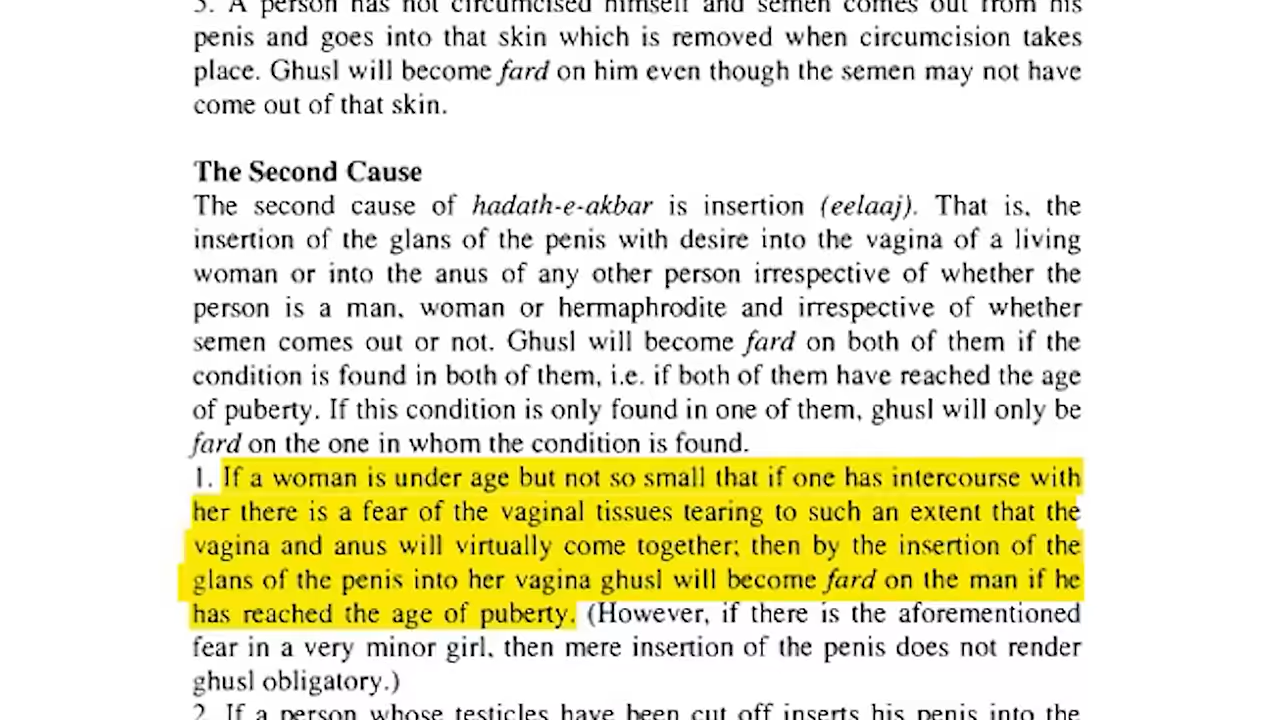 A person has not circumcised himself and semen comes out from his
penis and goes into that skin which is removed when circumcision takes
place. Ghusl will become fard on him even though the semen may not have
come out of that skin.
The Second Cause
The second cause of hadath-e-akbar is insertion (eelaaj). That is, the
insertion of the glans of the penis with desire into the vagina of a living
woman or into the anus of any other person irrespective of whether the
person is a man, woman or hermaphrodite and irrespective of whether
semen comes out or not. Ghusl will become fard on both of them if the
condition is found in both of them, i.e. if both of them have reached the age
of puberty. If this condition is only found in one of them, ghusl will only be
fard on the one in whom the condition is found.
1. If a woman is under age but not so small that if one has intercourse with
her there is a fear of the vaginal tissues tearing to such an extent that the
vagina and anus will virtually come together; then by the insertion of the
glans of the penis into her vagina ghusl will become fard on the man if he
has reached the age of puberty. (However, if there is the aforementioned
fear in a very minor girl, then mere insertion of the penis does not render
ghusl obligatory.)
2. If a person whose testicles have been cut off inserts his penis into the